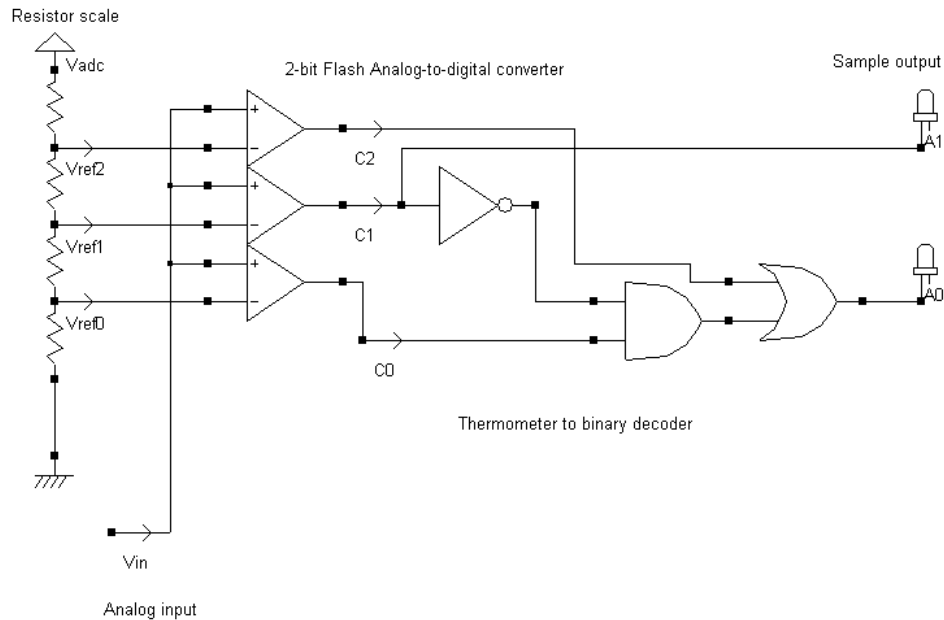 Resistor scale
Vadc
2-bit Flash Analog-to-digital converter
Sample output
+
−
C2
A1
Vref2
+
−
C1
Vref1
+
−
A0
Vref0
C0
Thermometer to binary decoder
Vin
Analog input